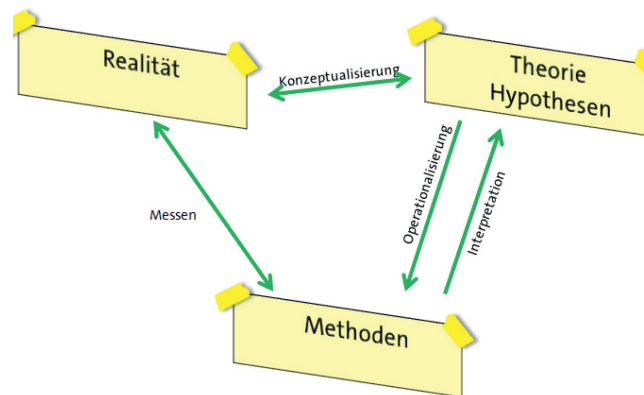 Realität
Konzeptualisierung
Theorie
Hypothesen
Messen
Operationalisierung
Interpretation
Methoden